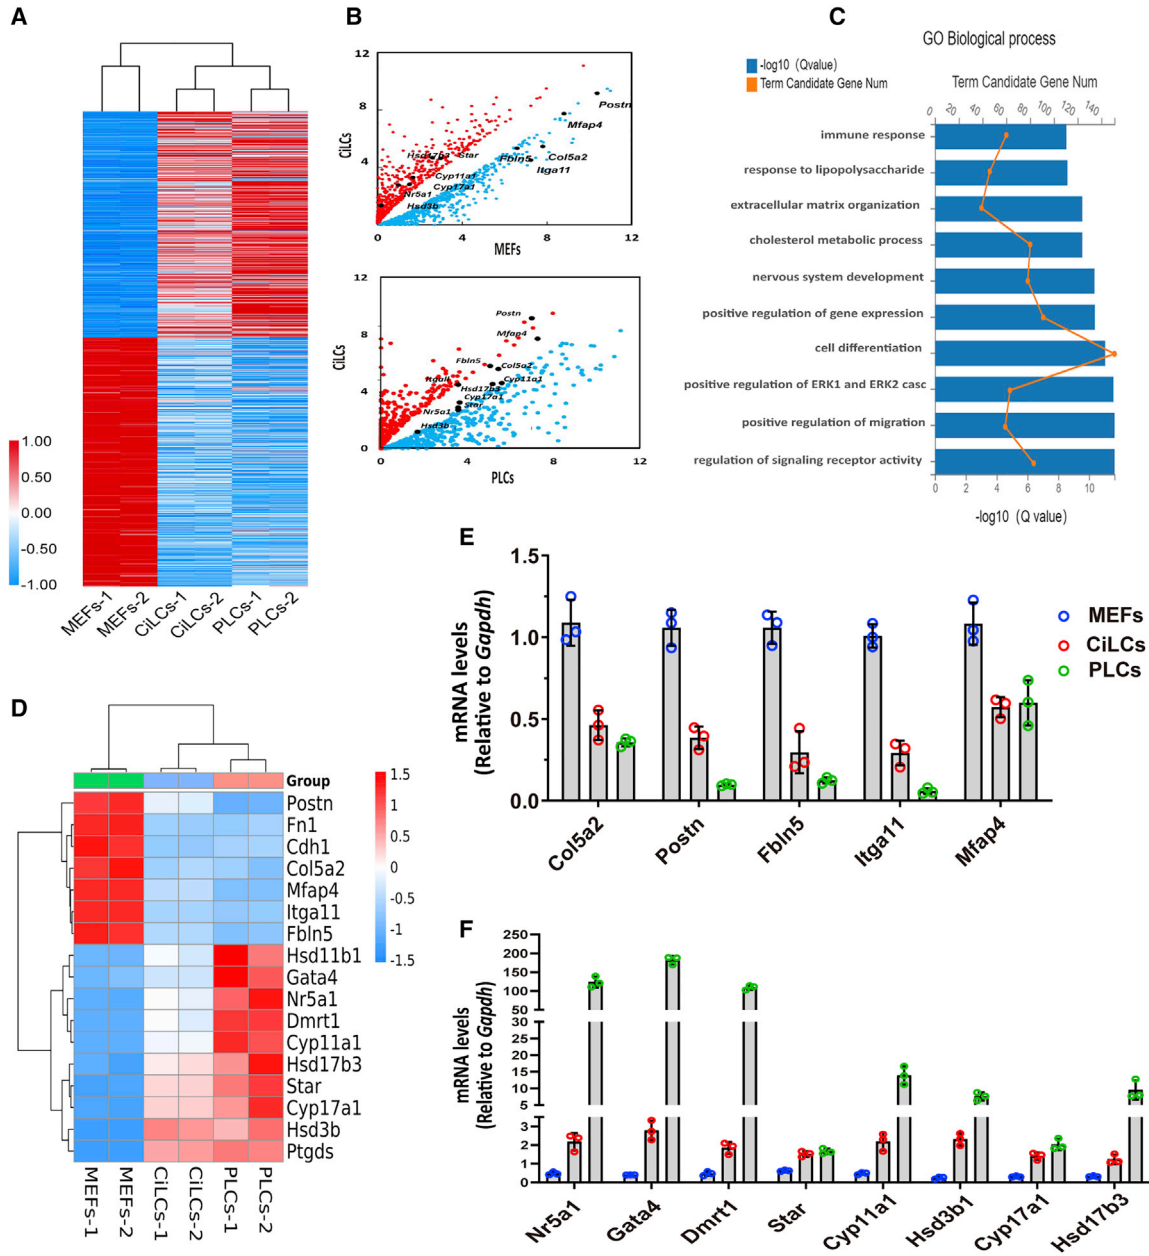 A
1.00
0.50
0.00
-0.50
-1.00
MEFs-1
MEFs-2
CiLCs-1
CiLCs-2
PLCs-1
PLCs-2
B
12
8
4
CiLCs
Postn
Mfap4
Hsd17b3
Star
Fbln5
Col5a2
Itga11
Cyp11a1
Cyp17a1
Nr5a1
Hsd3b
0
4
8
12
MEFs
12
8
4
0
CiLCs
Postn
Mfap4
Fbln5
Col5a2
Cyp11a1
Hsd17b3
Cyp17a1
Star
Nr5a1
Hsd3b
0
4
8
12
PLCs
C
GO Biological process
-log10 (Qvalue)
Term Candidate Gene Num
Term Candidate Gene Num
0 20 40 60 80 100 120 140
immune response
response to lipopolysaccharide
extracellular matrix organization
cholesterol metabolic process
nervous system development
positive regulation of gene expression
cell differentiation
positive regulation of ERK1 and ERK2 casc
positive regulation of migration
regulation of signaling receptor activity
0 2 4 6 8 10
-log10 (Q value)
D
Group
Postn
Fn1
Cdh1
Col5a2
Mfap4
Itga11
Fbln5
Hsd11b1
Gata4
Nr5a1
Dmrt1
Cyp11a1
Hsd17b3
Star
Cyp17a1
Hsd3b
Ptgds
1.5
1
0.5
0
-0.5
-1
-1.5
MEFs-1
MEFs-2
CiLCs-1
CiLCs-2
PLCs-1
PLCs-2
E
mRNA levels
(Relative to Gapdh)
1.5
1.0
0.5
0.0
Col5a2
Postn
Fbln5
Itga11
Mfap4
MEFs
CiLCs
PLCs
F
mRNA levels
(Relative to Gapdh)
250
200
150
100
50
30
25
20
15
10
5
3
2
1
0
Nr5a1
Gata4
Dmrt1
Star
Cyp11a1
Hsd3b1
Cyp17a1
Hsd17b3